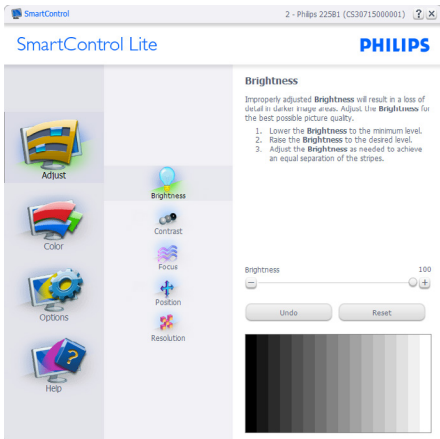 SmartControl
2 - Philips 225B1 (CS30715000001)
SmartControl Lite
PHILIPS
Adjust
Color
Options
Help
Brightness
Contrast
Focus
Position
Resolution
Brightness
Improperly adjusted Brightness will result in a loss of
detail in darker image areas. Adjust the Brightness for
the best possible picture quality.
1. Lower the Brightness to the minimum level.
2. Raise the Brightness to the desired level.
3. Adjust the Brightness as needed to achieve
an equal separation of the stripes.
Brightness 100
Undo
Reset